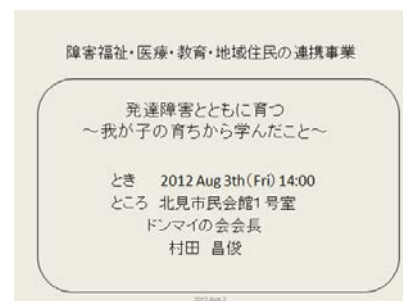 障害福祉・医療・教育・地域住民の連携事業
発達障害とともに育つ
～我が子の育ちから学んだこと～
とき 2012 Aug 3th(Fri) 14:00
ところ 北見市民会館1号室
ドンマイの会会長
村田 昌俊